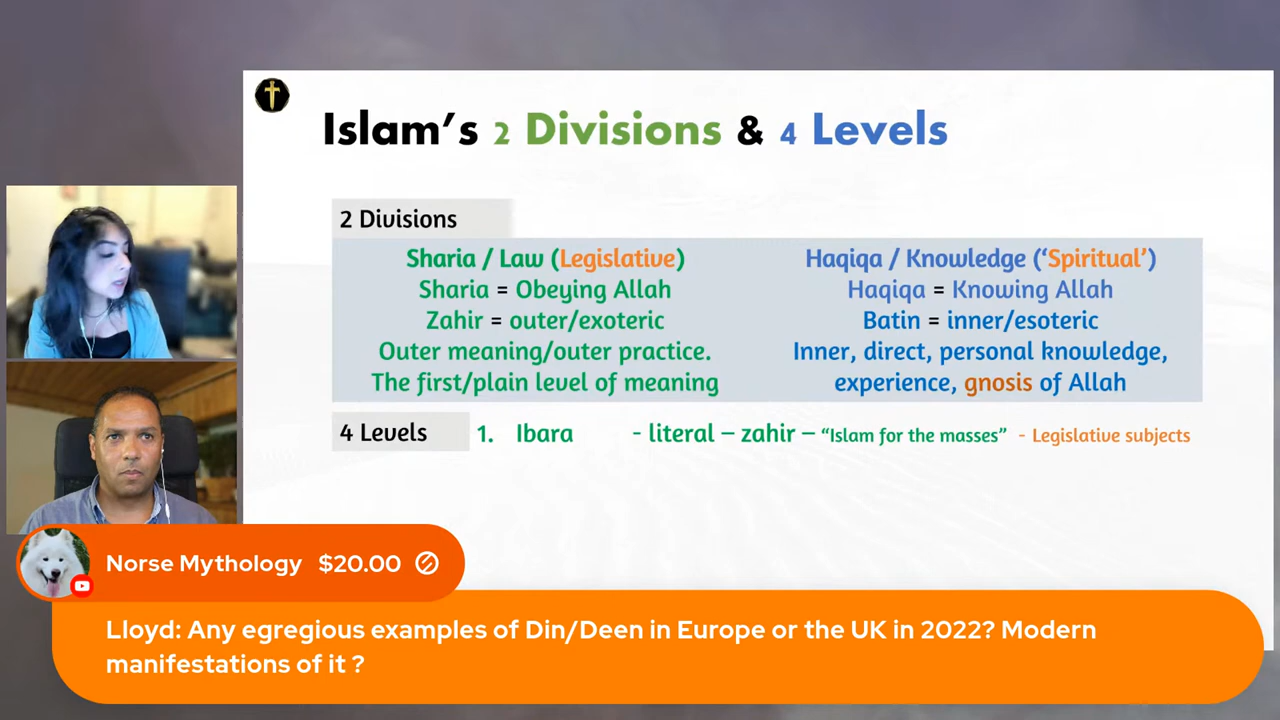 Islam's 2 Divisions & 4 Levels
2 Divisions
Sharia / Law (Legislative)
Sharia = Obeying Allah
Zahir = outer/exoteric
Outer meaning/outer practice.
The first/plain level of meaning
Haqiqa / Knowledge ('Spiritual')
Haqiqa = Knowing Allah
Batin = inner/esoteric
Inner, direct, personal knowledge,
experience, gnosis of Allah
4 Levels 1. Ibara - literal – zahir – “Islam for the masses” - Legislative subjects
Norse Mythology $20.00
Lloyd: Any egregious examples of Din/Deen in Europe or the UK in 2022? Modern
manifestations of it ?